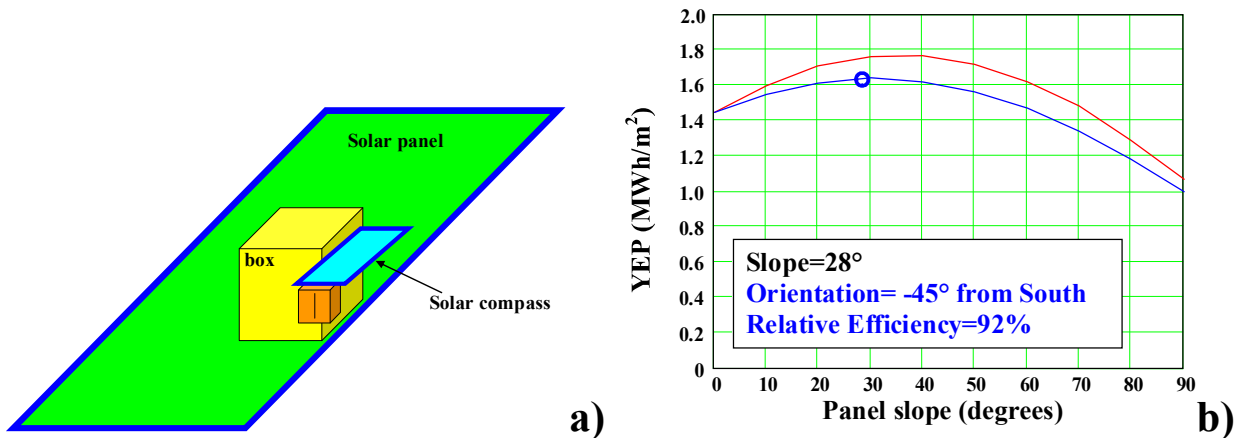 Solar panel
box
Solar compass
a)
YEP (MWh/m²)
2.0
1.8
1.6
1.4
1.2
1.0
0.8
0.6
0.4
0.2
0
Slope=28°
Orientation= -45° from South
Relative Efficiency=92%
0 10 20 30 40 50 60 70 80 90
Panel slope (degrees)
b)